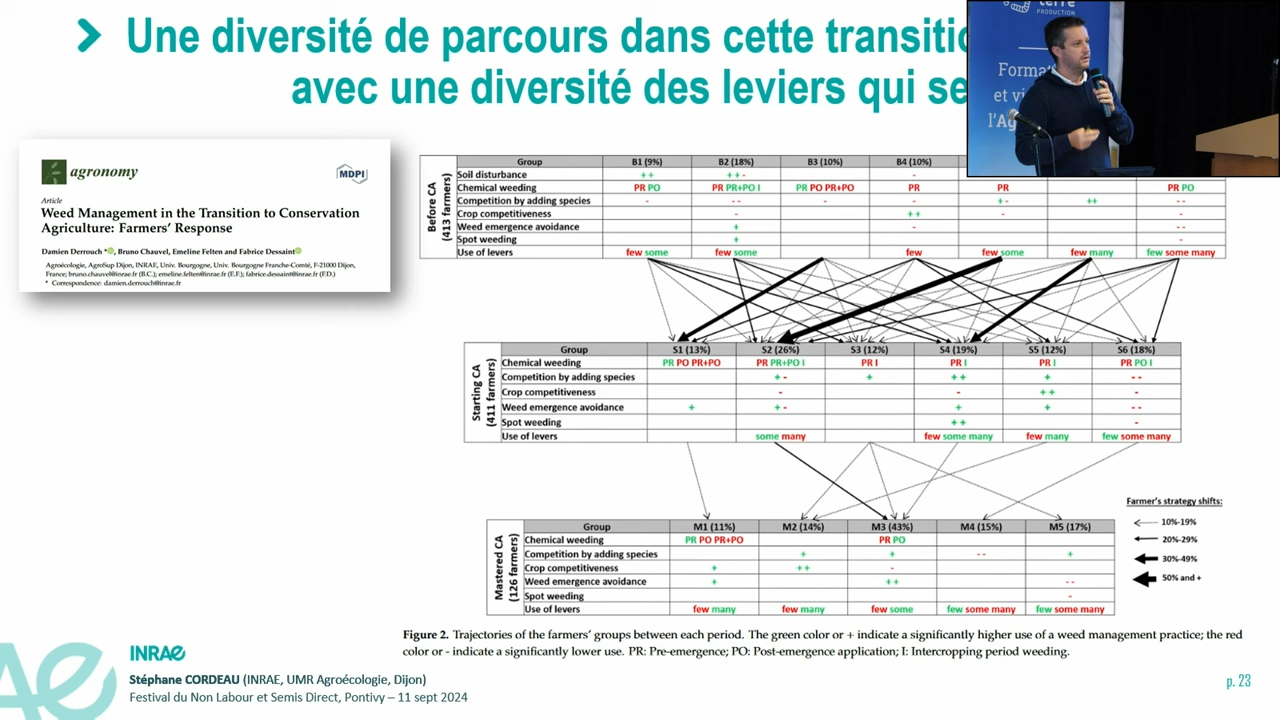 Une diversité de parcours dans cette
avec une diversité des leviers qui
terre
PRODUCTION
et
agronomy
MDPI
Article
Weed Management in the Transition to Conservation
Agriculture: Farmers' Response
Damien Derrouch *, Bruno Chauvel, Emeline Felten and Fabrice Dessaint
Agroécologie, AgroSup Dijon, INRAE, Univ. Bourgogne, Univ. Bourgogne Franche-Comté, F-21000 Dijon,
France; bruno.chauvel@inrae.fr (B.C.); emeline.felten@inrae.fr (E.F.); fabrice.dessaint@inrae.fr (F.D.)
* Correspondence: damien.derrouch@inrae.fr
Before CA
(413 farmers)
Group B1 (9%) B2 (18%) B3 (10%) B4 (10%)
Soil disturbance ++ ++- -
Chemical weeding PR PO PR PR+PO I PR PO PR+PO PR PR PR PO
Competition by adding species - -- - +- ++ -
Crop competitiveness - ++ - -
Weed emergence avoidance + - --
Spot weeding + -
Use of levers few some few some few few some few many few some many
Starting CA
(411 farmers)
Group S1 (13%) S2 (26%) S3 (12%) S4 (19%) S5 (12%) S6 (18%)
Chemical weeding PR PO PR+PO PR PR+PO I PR I PR I PR I PR PO I
Competition by adding species +- + ++ + --
Crop competitiveness - - ++ -
Weed emergence avoidance + +- + + --
Spot weeding ++ -
Use of levers some many few some many few many few some many
Mastered CA
(126 farmers)
Group M1 (11%) M2 (14%) M3 (43%) M4 (15%) M5 (17%)
Chemical weeding PR PO PR+PO PR PO
Competition by adding species + + -- +
Crop competitiveness + ++ -
Weed emergence avoidance + ++ --
Spot weeding -
Use of levers few many few many few some few some many few some many
Farmer's strategy shifts:
10%-19%
20%-29%
30%-49%
50% and +
Figure 2. Trajectories of the farmers' groups between each period. The green color or + indicate a significantly higher use of a weed management practice; the red
color or - indicate a significantly lower use. PR: Pre-emergence; PO: Post-emergence application; I: Intercropping period weeding.
INRAE
Stéphane CORDEAU (INRAE, UMR Agroécologie, Dijon)
Festival du Non Labour et Semis Direct, Pontivy – 11 sept 2024
p. 23